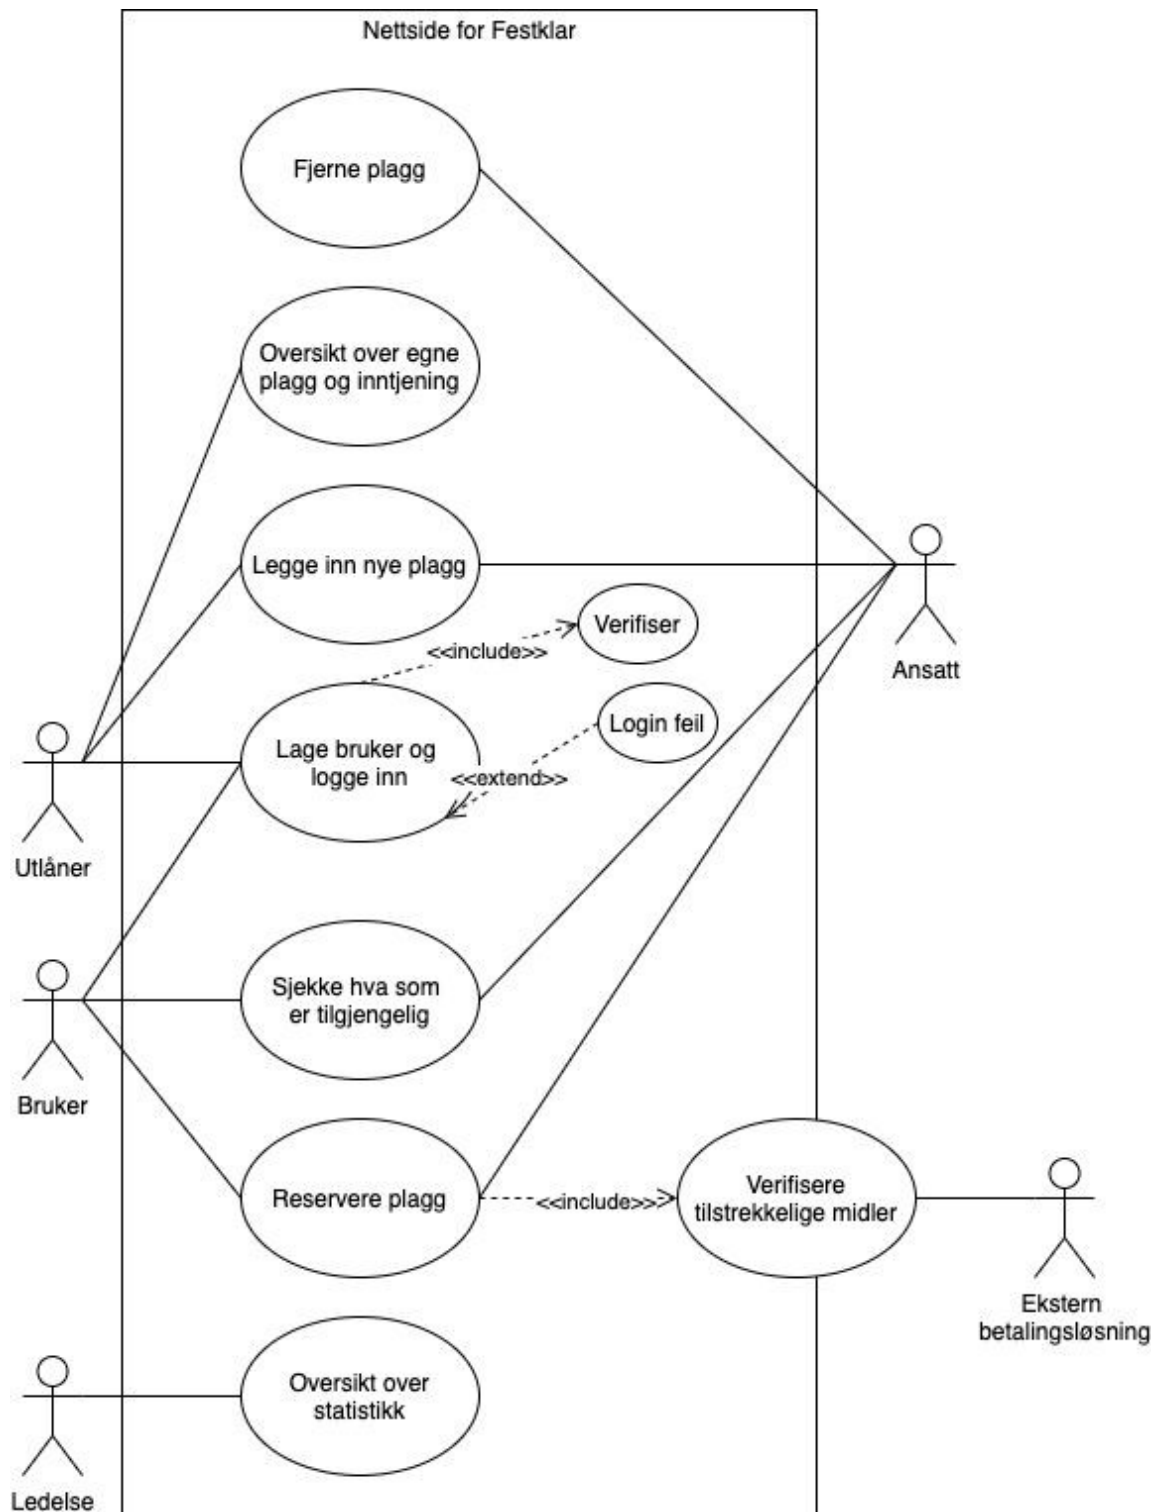 Nettside for Festklar
Fjerne plagg
Oversikt over egne
plagg og inntjening
Legge inn nye plagg
Ansatt
Verifiser
<<include>>
Login feil
Lage bruker og
logge inn
<<extend>>
Utlåner
Sjekke hva som
er tilgjengelig
Bruker
Reservere plagg
<<include>>
Verifisere
tilstrekkelige midler
Ekstern
betalingsløsning
Oversikt over
statistikk
Ledelse